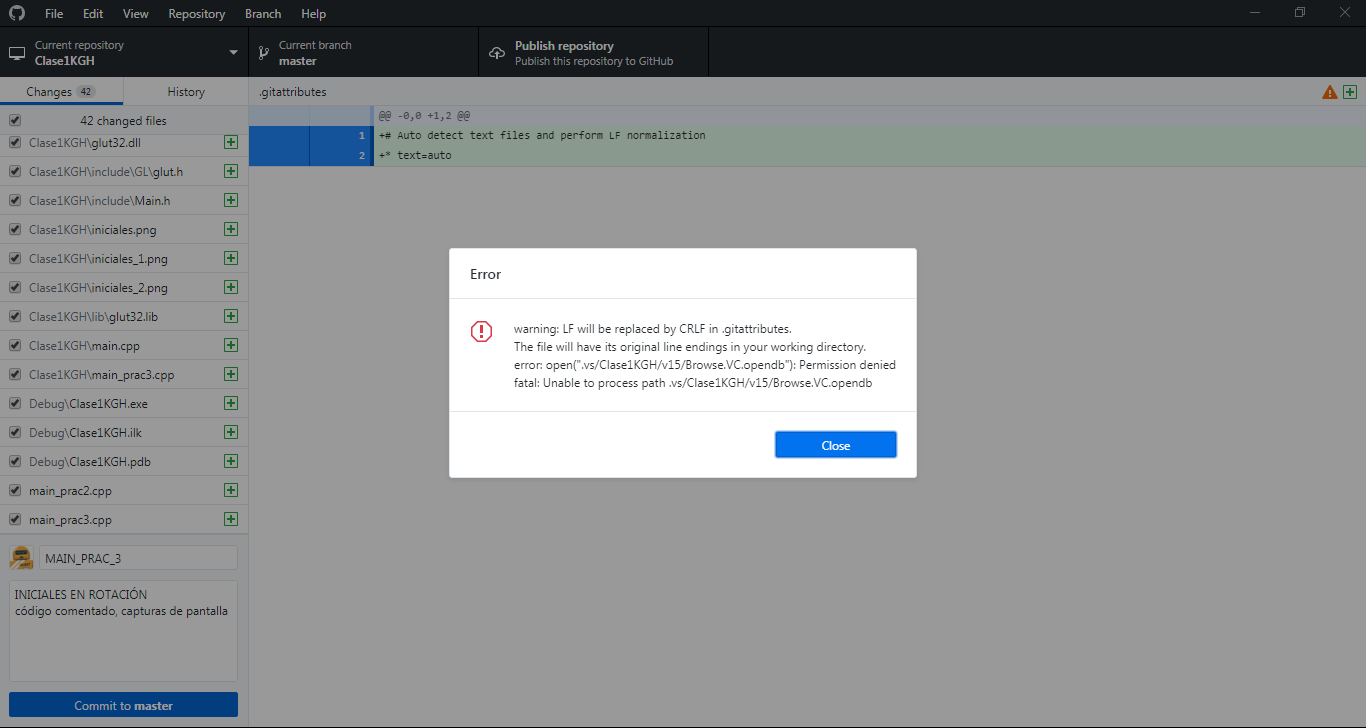 File Edit View Repository Branch Help
Current repository
Clase1KGH
Current branch
master
Publish repository
Publish this repository to GitHub
Changes 42
History
.gitattributes
42 changed files
Clase1KGH\glut32.dll
Clase1KGH\include\GL\glut.h
Clase1KGH\include\Main.h
Clase1KGH\iniciales.png
Clase1KGH\iniciales_1.png
Clase1KGH\iniciales_2.png
Clase1KGH\lib\glut32.lib
Clase1KGH\main.cpp
Clase1KGH\main_prac3.cpp
Debug\Clase1KGH.exe
Debug\Clase1KGH.ilk
Debug\Clase1KGH.pdb
main_prac2.cpp
main_prac3.cpp
MAIN_PRAC_3
INICIALES EN ROTACIÓN
código comentado, capturas de pantalla
Commit to master
@@ -0,0 +1,2 @@
1 +# Auto detect text files and perform LF normalization
2 +* text=auto
Error
warning: LF will be replaced by CRLF in .gitattributes.
The file will have its original line endings in your working directory.
error: open(".vs/Clase1KGH/v15/Browse.VC.opendb"): Permission denied
fatal: Unable to process path .vs/Clase1KGH/v15/Browse.VC.opendb
Close